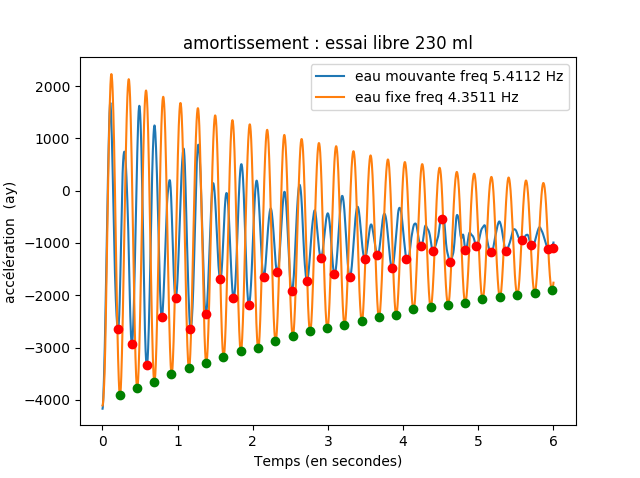 amortissement : essai libre 230 ml
eau mouvante freq 5.4112 Hz
eau fixe freq 4.3511 Hz
accélération  (ay)
2000
1000
0
−1000
−2000
−3000
−4000
0 1 2 3 4 5 6
Temps (en secondes)